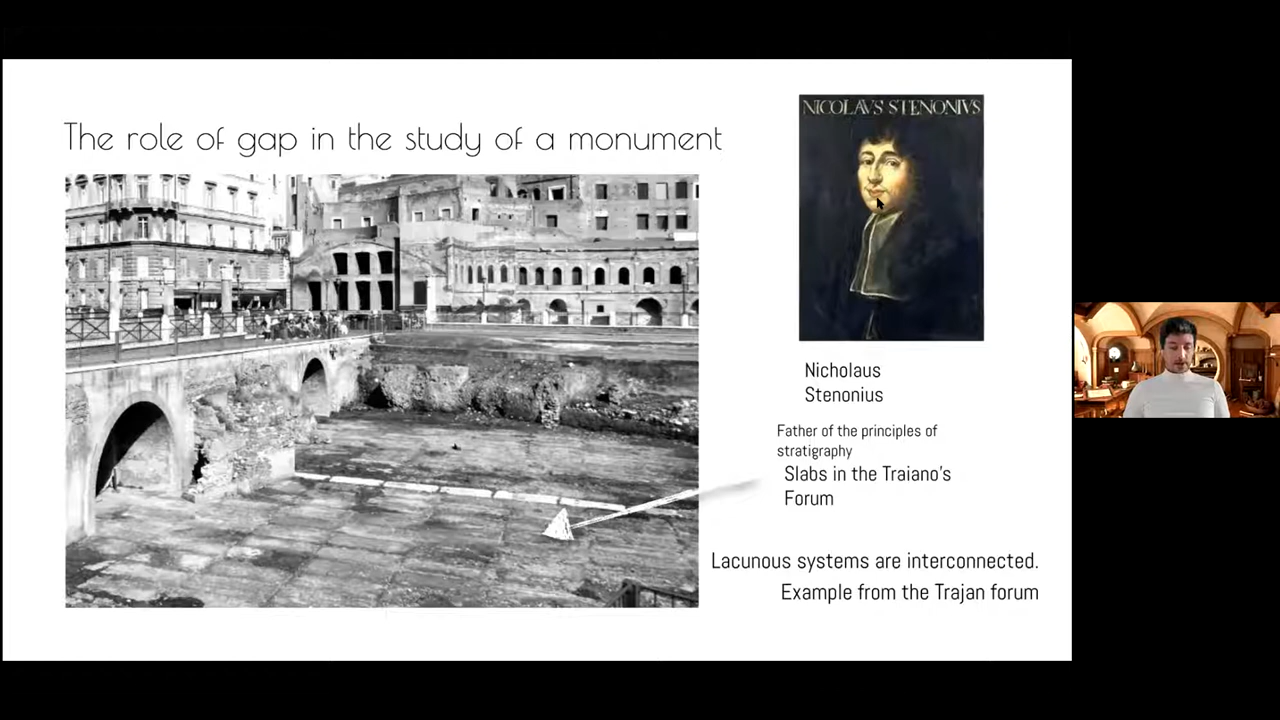 The role of gap in the study of a monument
NICOLAVS STENONIVS
Nicholaus
Stenonius
Father of the principles of
stratigraphy
Slabs in the Traiano's
Forum
Lacunous systems are interconnected.
Example from the Trajan forum